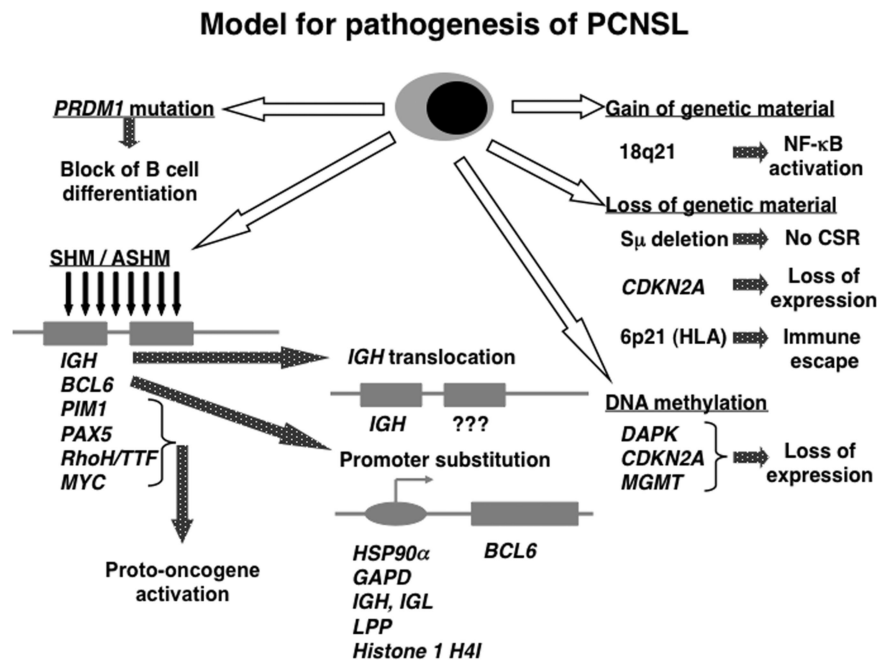 Model for pathogenesis of PCNSL
PRDM1 mutation
Block of B cell
differentiation
SHM / ASHM
IGH
BCL6
PIM1
PAX5
RhoH/TTF
MYC
Proto-oncogene
activation
IGH translocation
IGH ???
Promoter substitution
HSP90α BCL6
GAPD
IGH, IGL
LPP
Histone 1 H4I
Gain of genetic material
18q21 NF-κB
activation
Loss of genetic material
Sμ deletion No CSR
CDKN2A Loss of
expression
6p21 (HLA) Immune
escape
DNA methylation
DAPK
CDKN2A
MGMT
Loss of
expression